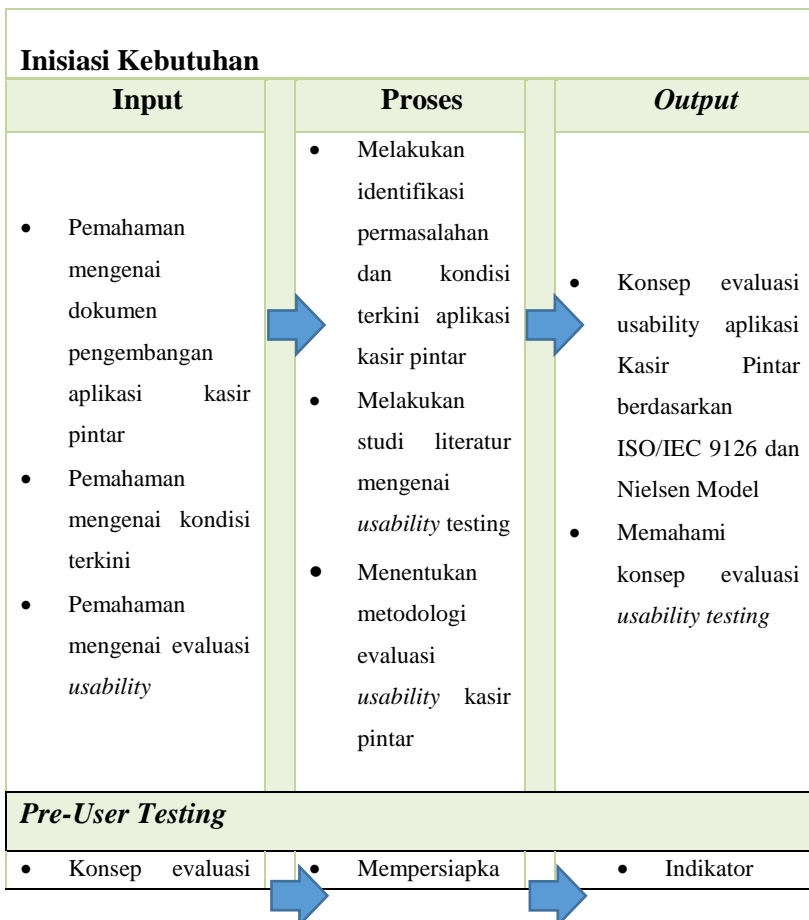 Inisiasi Kebutuhan
Input
Proses
Output
• Pemahaman
mengenai
dokumen
pengembangan
aplikasi kasir
pintar
• Pemahaman
mengenai kondisi
terkini
• Pemahaman
mengenai evaluasi
usability
• Melakukan
identifikasi
permasalahan
dan kondisi
terkini aplikasi
kasir pintar
• Melakukan
studi literatur
mengenai
usability testing
• Menentukan
metodologi
evaluasi
usability kasir
pintar
• Konsep evaluasi
usability aplikasi
Kasir Pintar
berdasarkan
ISO/IEC 9126 dan
Nielsen Model
• Memahami
konsep evaluasi
usability testing
Pre-User Testing
• Konsep evaluasi
• Mempersiapka
• Indikator